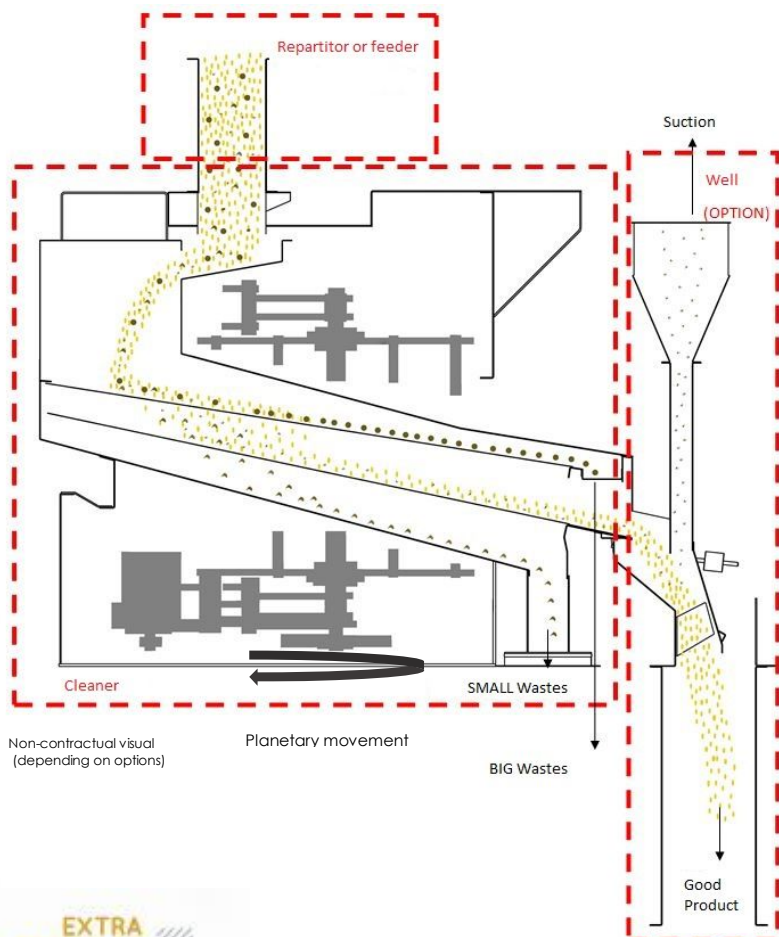 Repartitor or feeder
Suction
Well
(OPTION)
Cleaner
SMALL Wastes
Non-contractual visual
(depending on options)
Planetary movement
BIG Wastes
Good
Product
EXTRA